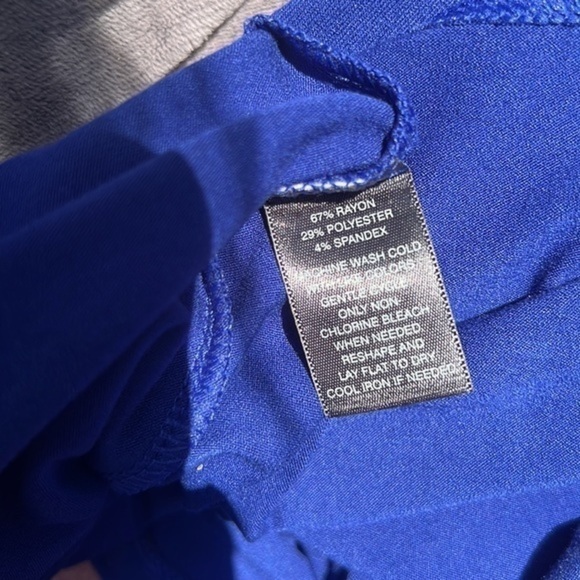 67% RAYON
29% POLYESTER
4% SPANDEX
MACHINE WASH COLD
WITH LIKE COLORS
GENTLE CYCLE
ONLY NON
CHLORINE BLEACH
WHEN NEEDED
RESHAPE AND
LAY FLAT TO DRY
COOL IRON IF NEEDED